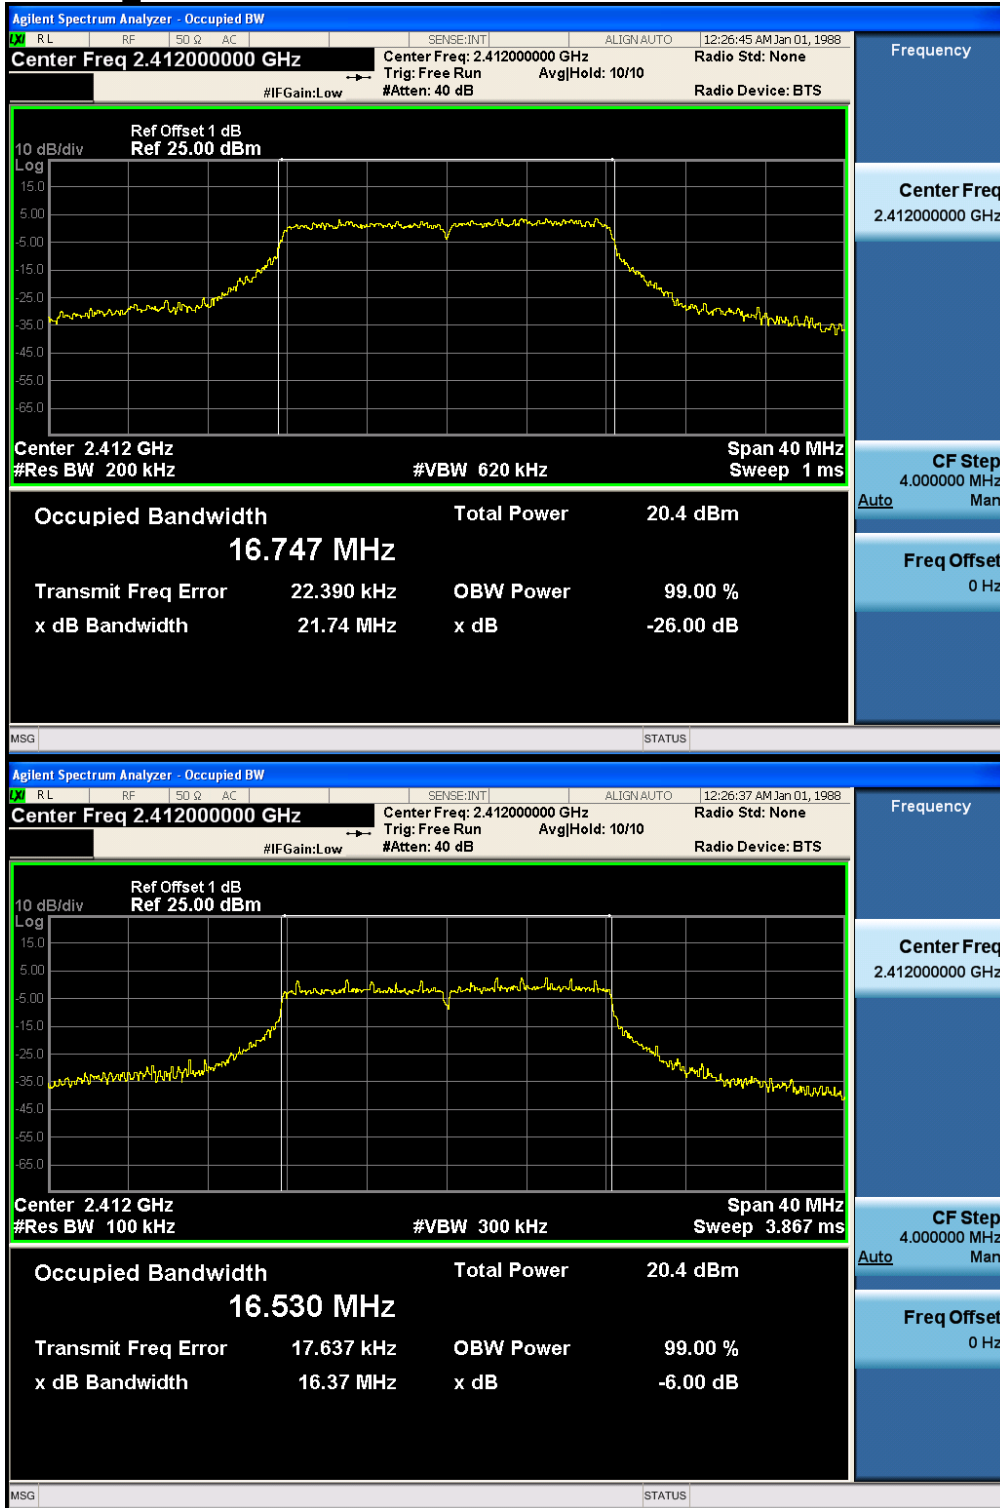 Agilent Spectrum Analyzer - Occupied BW
LXI RL RF 50 Ω AC SENSE:INT ALIGN AUTO 12:26:45 AM Jan 01, 1988
Center Freq 2.412000000 GHz
Center Freq: 2.412000000 GHz
Radio Std: None
Trig: Free Run Avg|Hold: 10/10
#IFGain:Low
#Atten: 40 dB
Radio Device: BTS
Frequency
Ref Offset 1 dB
10 dB/div Ref 25.00 dBm
Log
15.0
5.00
-5.00
-15.0
-25.0
-35.0
-45.0
-55.0
-65.0
Center 2.412 GHz Span 40 MHz
#Res BW 200 kHz #VBW 620 kHz Sweep 1 ms
Center Freq
2.412000000 GHz
CF Step
4.000000 MHz
Auto Man
Freq Offset
0 Hz
Occupied Bandwidth Total Power 20.4 dBm
16.747 MHz
Transmit Freq Error 22.390 kHz OBW Power 99.00 %
x dB Bandwidth 21.74 MHz x dB -26.00 dB
MSG STATUS
Agilent Spectrum Analyzer - Occupied BW
LXI RL RF 50 Ω AC SENSE:INT ALIGN AUTO 12:26:37 AM Jan 01, 1988
Center Freq 2.412000000 GHz
Center Freq: 2.412000000 GHz
Radio Std: None
Trig: Free Run Avg|Hold: 10/10
#IFGain:Low
#Atten: 40 dB
Radio Device: BTS
Frequency
Ref Offset 1 dB
10 dB/div Ref 25.00 dBm
Log
15.0
5.00
-5.00
-15.0
-25.0
-35.0
-45.0
-55.0
-65.0
Center 2.412 GHz Span 40 MHz
#Res BW 100 kHz #VBW 300 kHz Sweep 3.867 ms
Center Freq
2.412000000 GHz
CF Step
4.000000 MHz
Auto Man
Freq Offset
0 Hz
Occupied Bandwidth Total Power 20.4 dBm
16.530 MHz
Transmit Freq Error 17.637 kHz OBW Power 99.00 %
x dB Bandwidth 16.37 MHz x dB -6.00 dB
MSG STATUS